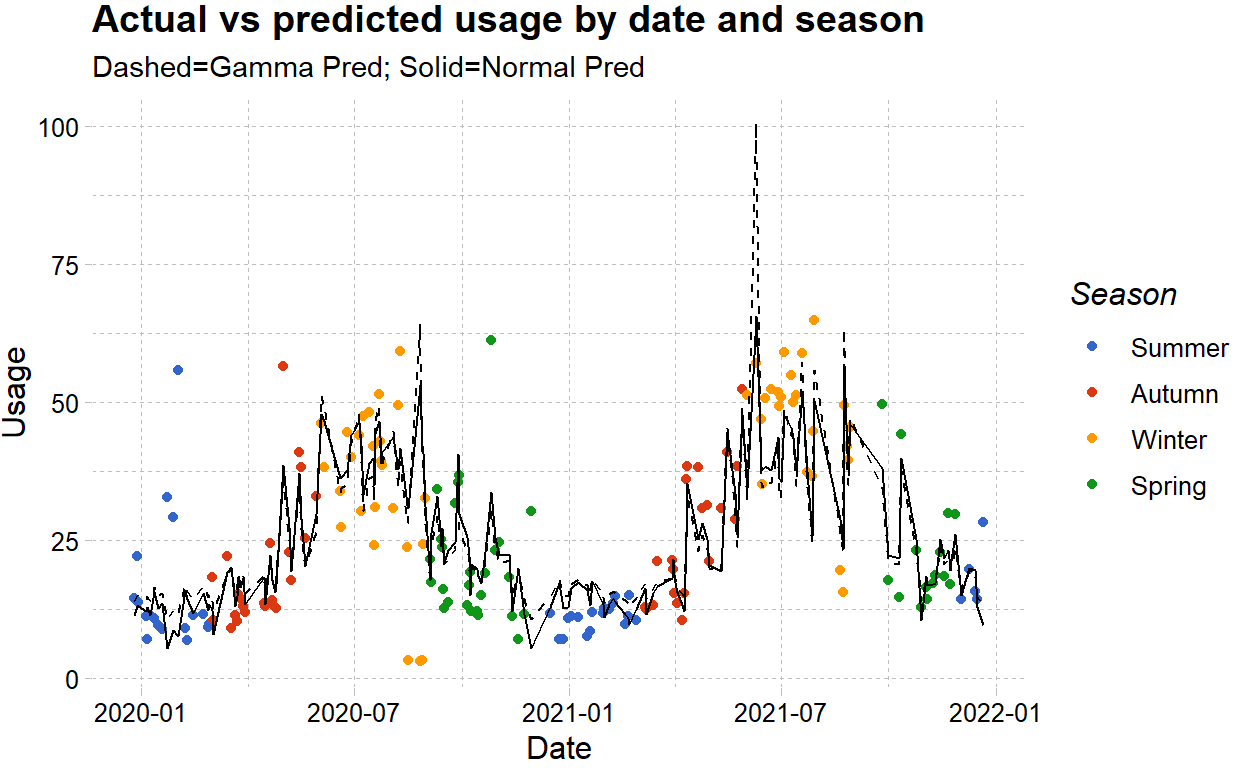 Actual vs predicted usage by date and season
Dashed=Gamma Pred; Solid=Normal Pred
100
75
50
25
0
Usage
2020-01
2020-07
2021-01
2021-07
2022-01
Date
Season
Summer
Autumn
Winter
Spring